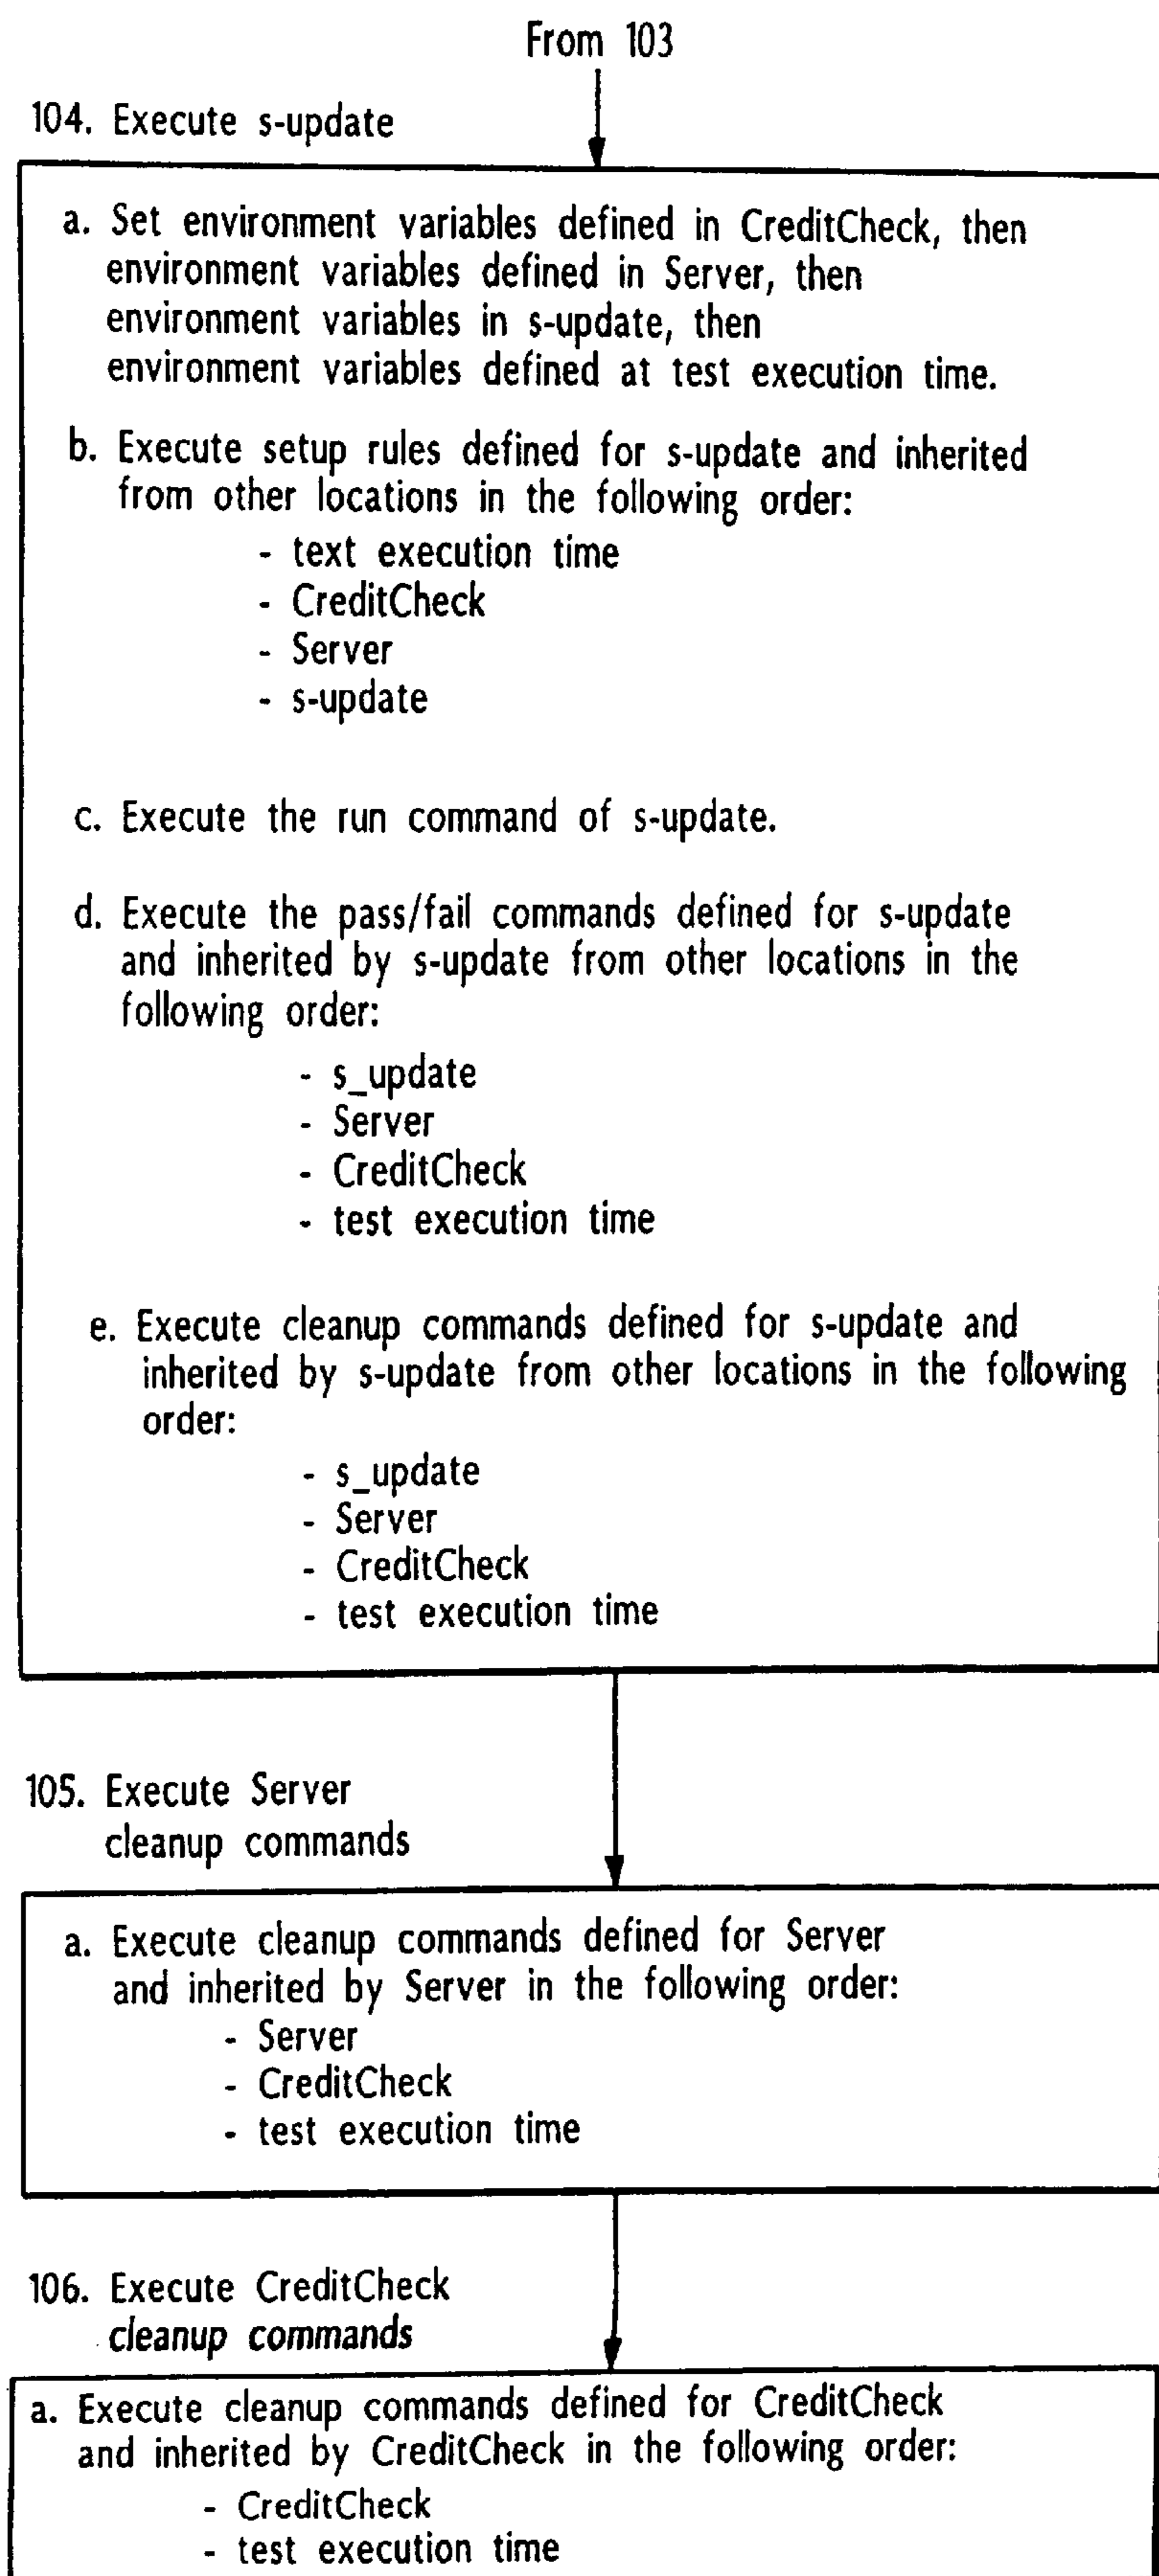 From 103
104. Execute s-update
a. Set environment variables defined in CreditCheck, then
environment variables defined in Server, then
environment variables in s-update, then
environment variables defined at test execution time.
b. Execute setup rules defined for s-update and inherited
from other locations in the following order:
- text execution time
- CreditCheck
- Server
- s-update
c. Execute the run command of s-update.
d. Execute the pass/fail commands defined for s-update
and inherited by s-update from other locations in the
following order:
- s_update
- Server
- CreditCheck
- test execution time
e. Execute cleanup commands defined for s-update and
inherited by s-update from other locations in the following
order:
- s_update
- Server
- CreditCheck
- test execution time
105. Execute Server
cleanup commands
a. Execute cleanup commands defined for Server
and inherited by Server in the following order:
- Server
- CreditCheck
- test execution time
106. Execute CreditCheck
cleanup commands
a. Execute cleanup commands defined for CreditCheck
and inherited by CreditCheck in the following order:
- CreditCheck
- test execution time